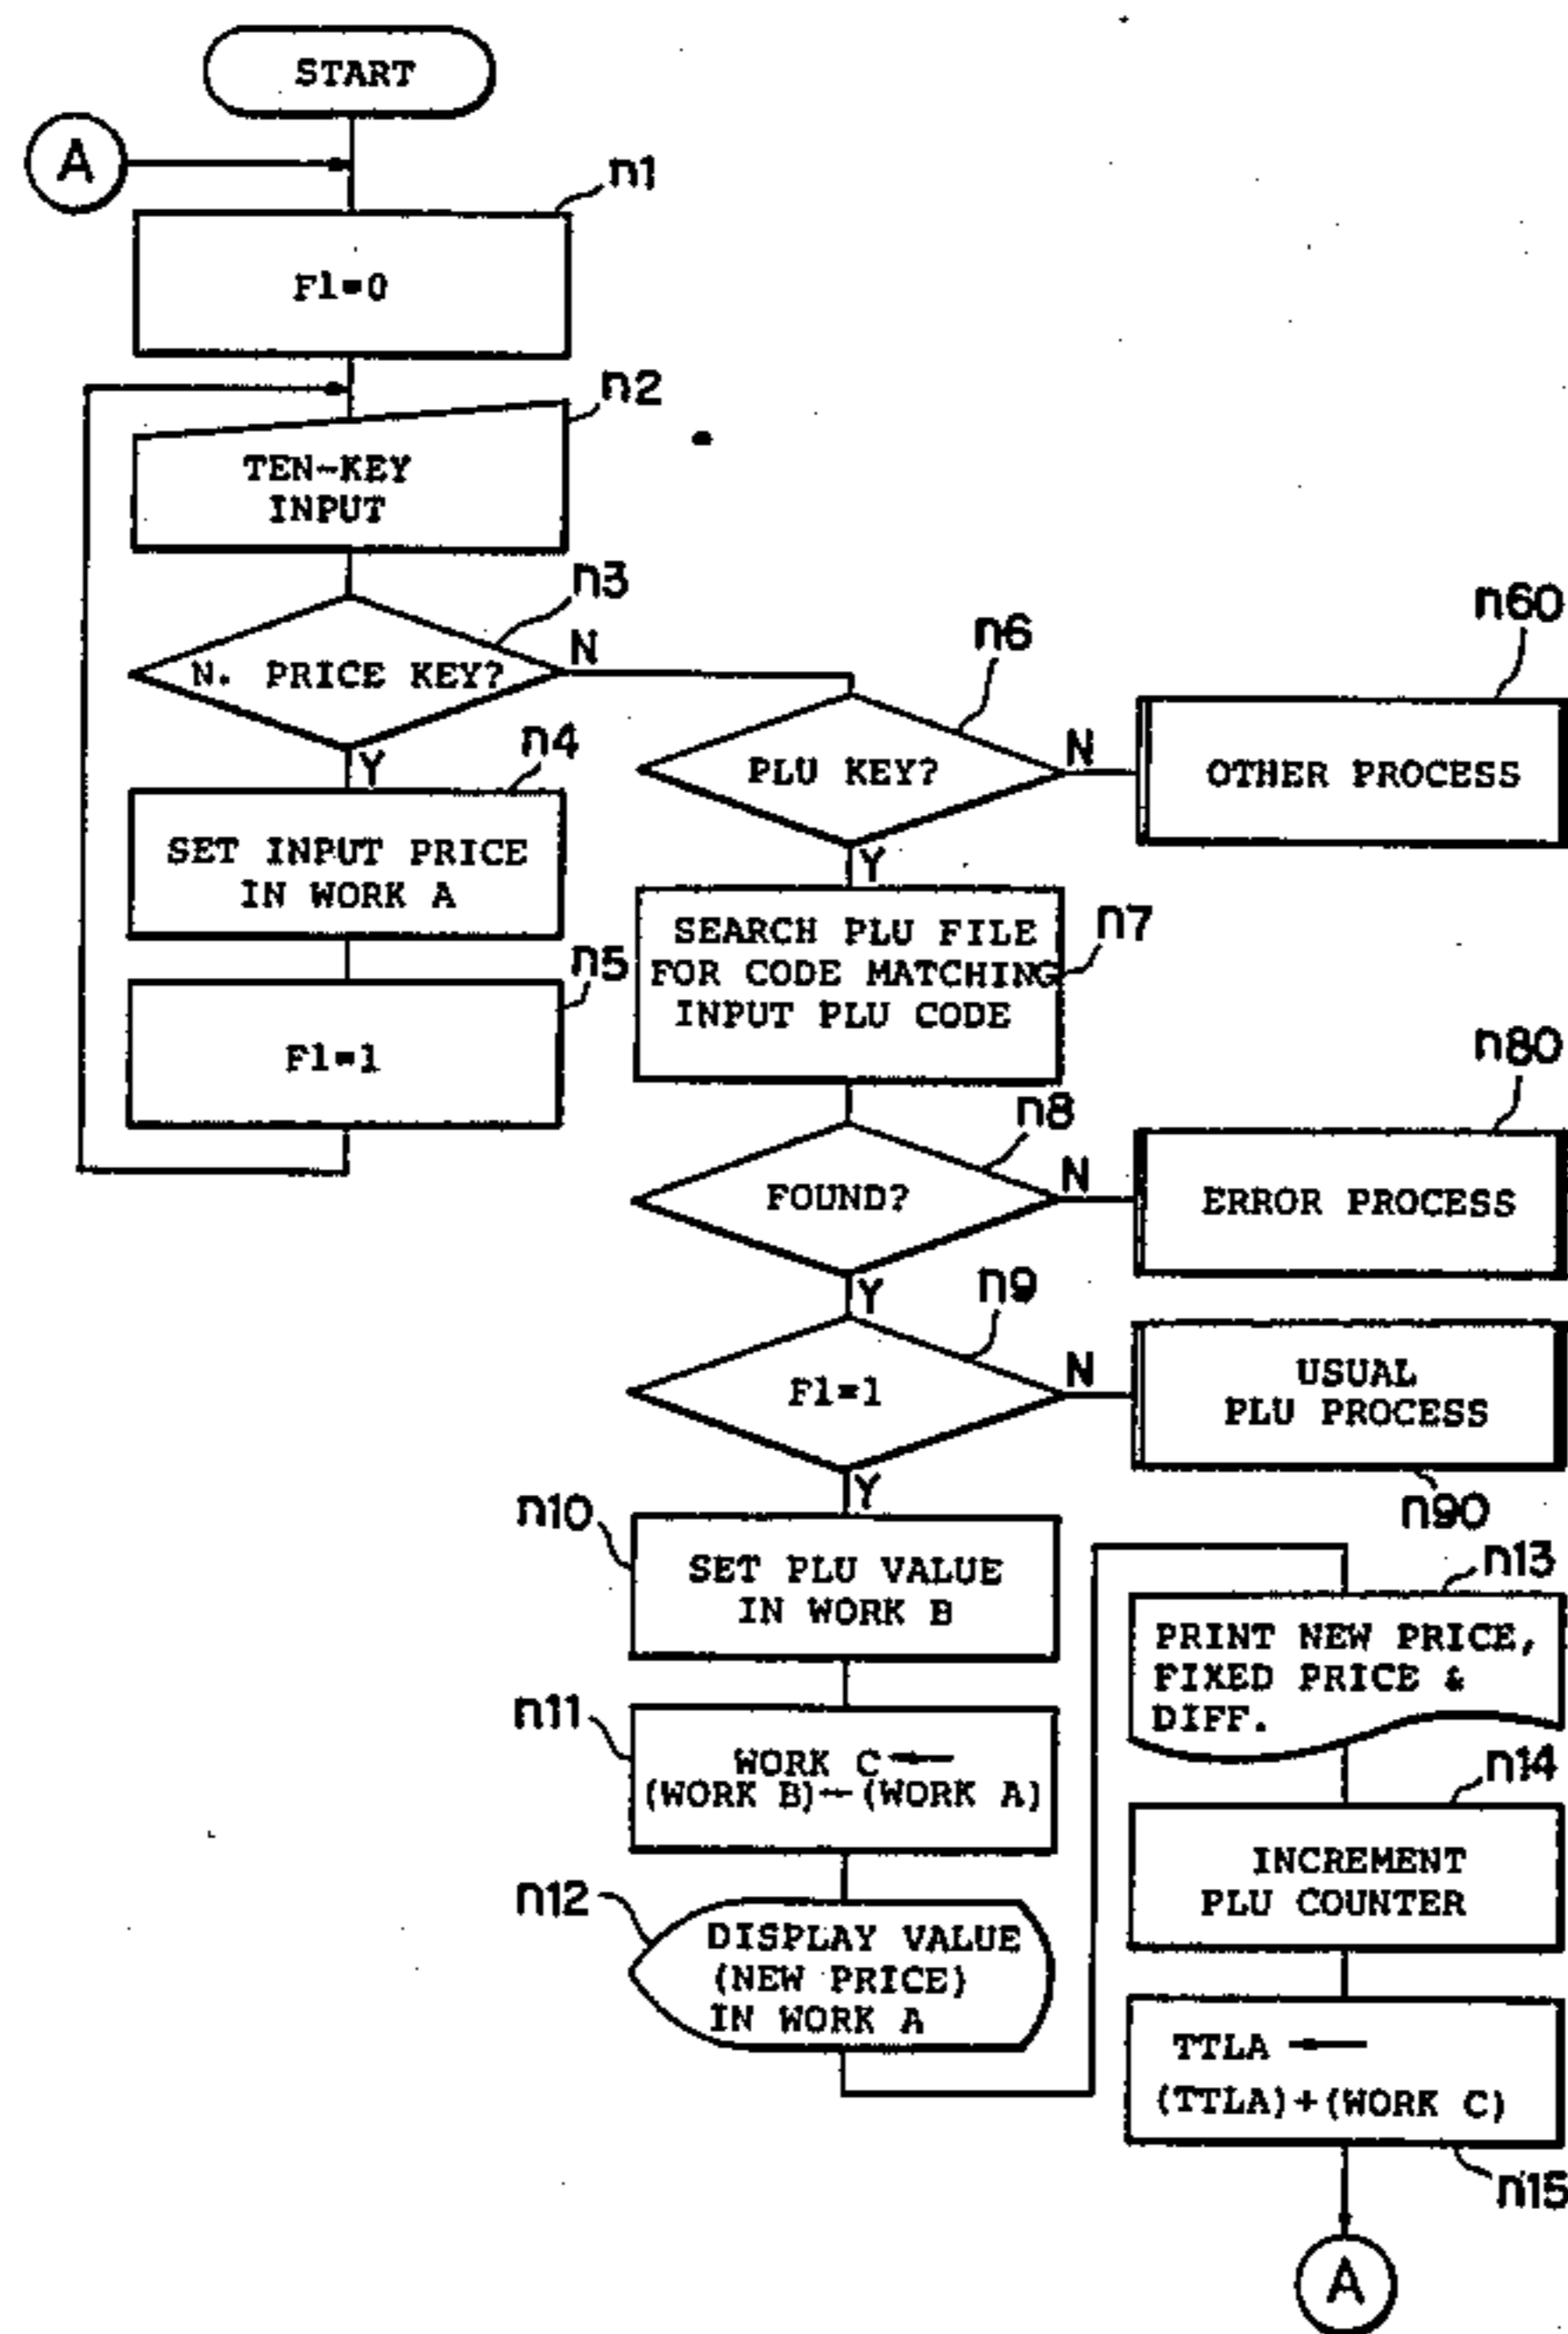 START
A
n1
F1=0
n2
TEN-KEY
INPUT
n3
N. PRICE KEY?
N
Y
n4
SET INPUT PRICE
IN WORK A
n5
F1=1
n6
PLU KEY?
N
Y
n60
OTHER PROCESS
n7
SEARCH PLU FILE
FOR CODE MATCHING
INPUT PLU CODE
n8
FOUND?
N
Y
n80
ERROR PROCESS
n9
F1=1
N
Y
USUAL
PLU PROCESS
n90
n10
SET PLU VALUE
IN WORK B
n11
WORK C ←
(WORK B)-(WORK A)
n12
DISPLAY VALUE
(NEW PRICE)
IN WORK A
n13
PRINT NEW PRICE,
FIXED PRICE &
DIFF.
n14
INCREMENT
PLU COUNTER
TTLA ←
(TTLA)+(WORK C)
n15
A